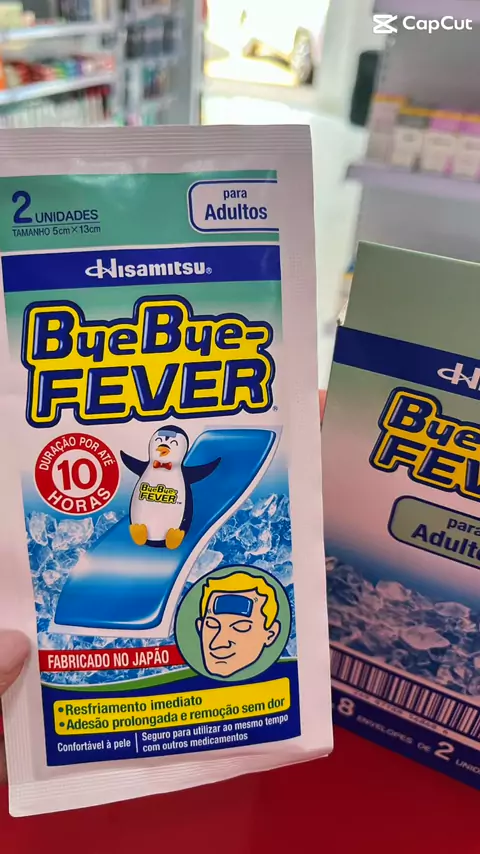 CapCut
2 UNIDADES
TAMANHO 5cm×13cm
para
Adultos
HISAMITSU®
ByeBye-
FEVER®
DURAÇÃO POR ATÉ
10
HORAS
ByeBye-
FEVER™
FABRICADO NO JAPÃO
•Resfriamento imediato
•Adesão prolongada e remoção sem dor
Confortável à pele
Seguro para utilizar ao mesmo tempo
com outros medicamentos
Bye
FEV
para
Adulto
8 ENVELOPES DE 2 UNID